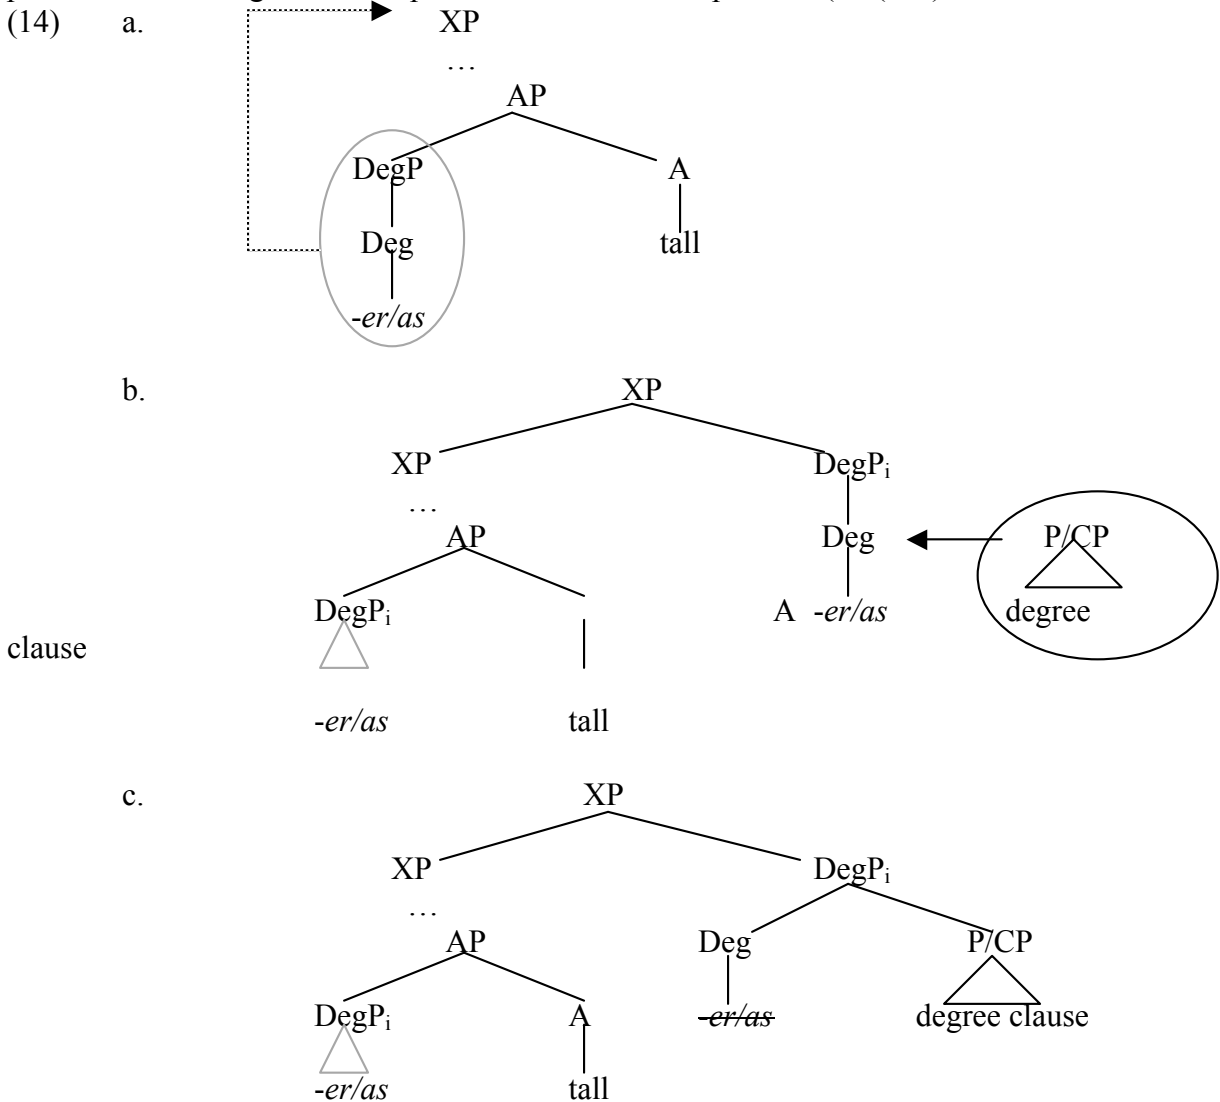 (14) a. XP
…
AP
DegP A
Deg tall
-er/as
b. XP
XP DegPi
…
AP Deg P/CP
DegPi A -er/as degree
clause
-er/as tall
c. XP
XP DegPi
…
AP Deg P/CP
DegPi A -er/as degree clause
-er/as tall